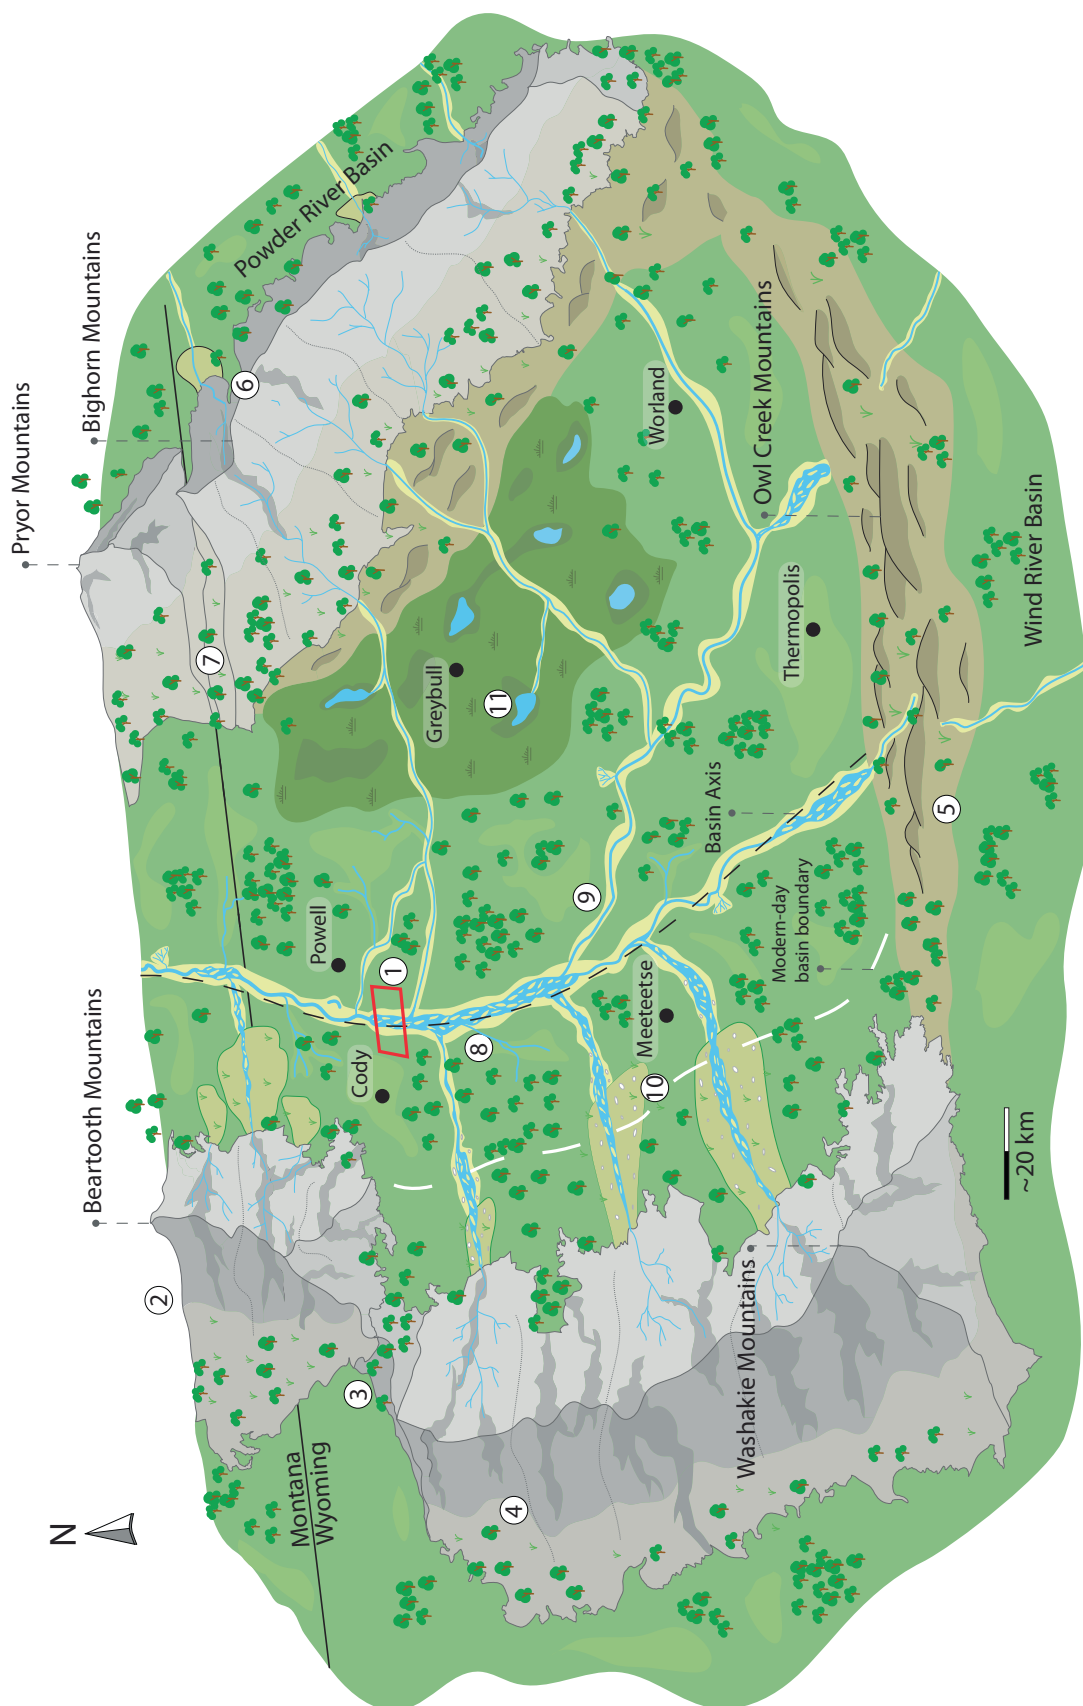 N
Montana
Wyoming
Beartooth Mountains
Pryor Mountains
Bighorn Mountains
Powder River Basin
2
3
4
7
6
Powell
1
Cody
8
Greybull
11
9
10
Meeteetse
Worland
Owl Creek Mountains
Thermopolis
Basin Axis
Modern-day
basin boundary
Washakie Mountains
5
Wind River Basin
~20 km